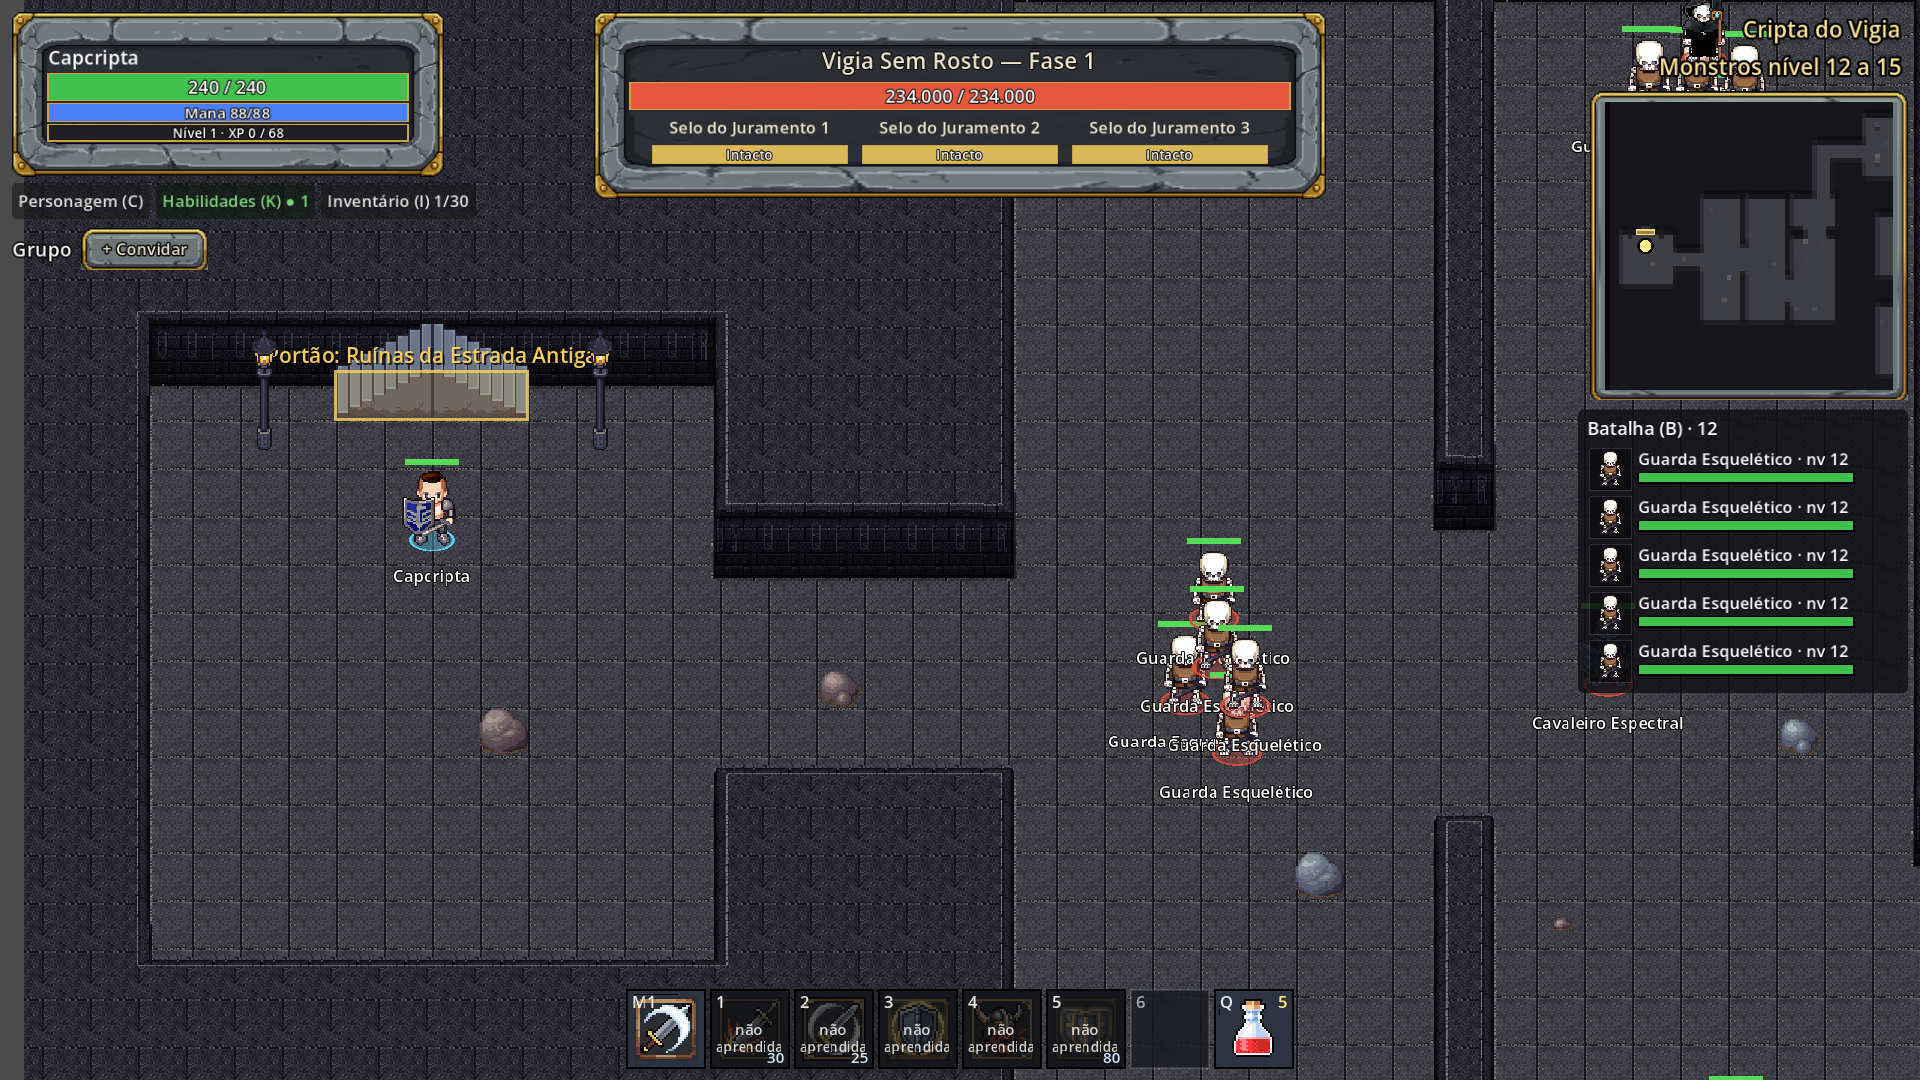 Capcripta
240 / 240
Mana 88/88
Nível 1 · XP 0 / 68
Personagem (C)
Habilidades (K) ● 1
Inventário (I) 1/30
Grupo
+ Convidar
Vigia Sem Rosto — Fase 1
234.000 / 234.000
Selo do Juramento 1
Selo do Juramento 2
Selo do Juramento 3
Intacto
Intacto
Intacto
Cripta do Vigia
Monstros nível 12 a 15
Portão: Ruínas da Estrada Antiga
Capcripta
Batalha (B) · 12
Guarda Esquelético · nv 12
Guarda Esquelético · nv 12
Guarda Esquelético · nv 12
Guarda Esquelético · nv 12
Guarda Esquelético · nv 12
Cavaleiro Espectral
Guarda Esquelético
Guarda Esquelético
M1
1
não
aprendida
30
2
não
aprendida
25
3
não
aprendida
4
não
aprendida
5
não
aprendida
80
6
Q
5